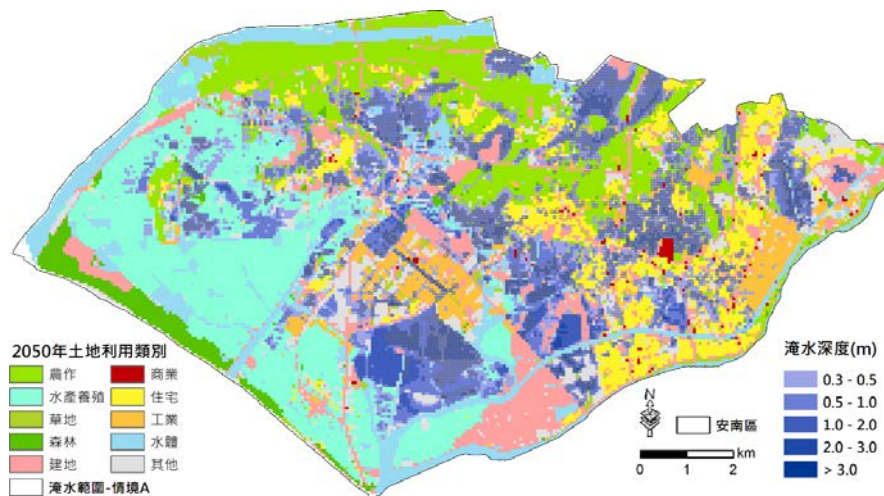 2050年土地利用類別
農作
商業
水產養殖
住宅
草地
工業
森林
水體
建地
其他
淹水範圍-情境A
N
安南區
0 1 2 km
淹水深度(m)
0.3 - 0.5
0.5 - 1.0
1.0 - 2.0
2.0 - 3.0
> 3.0